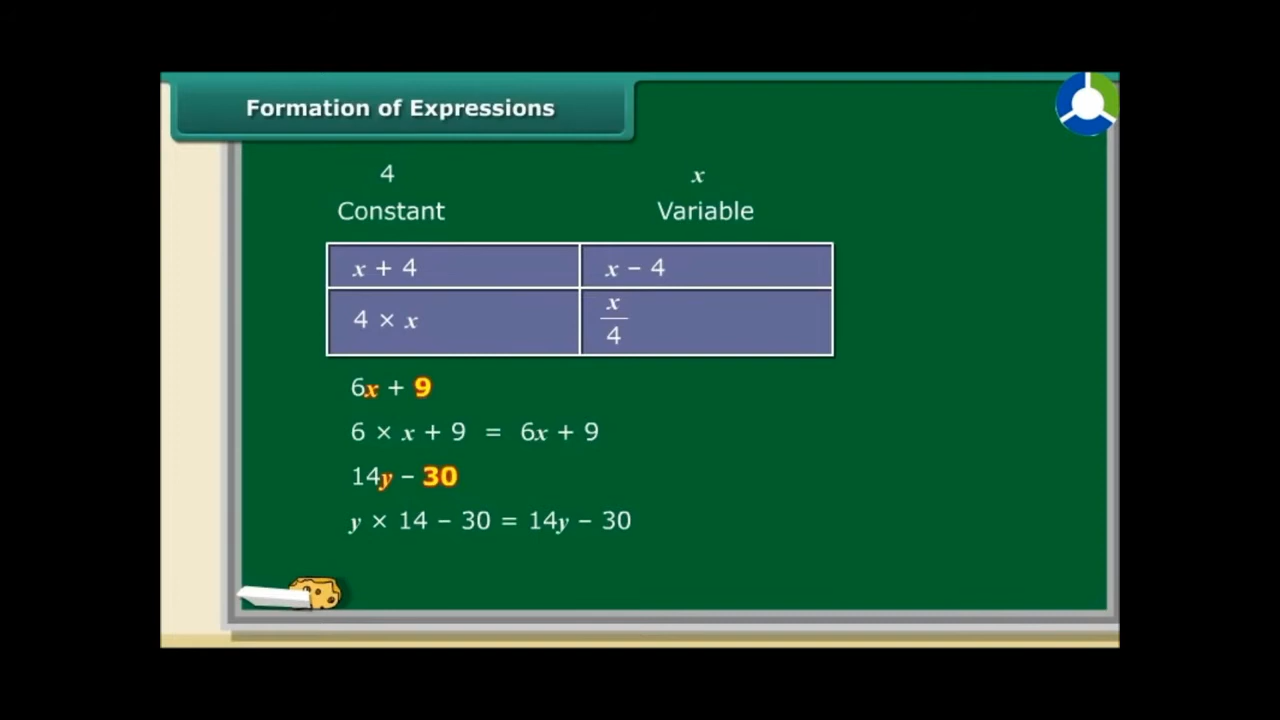 Formation of Expressions
4 x
Constant Variable
x + 4 x – 4
4 × x x/4
6x + 9
6 × x + 9 = 6x + 9
14y – 30
y × 14 – 30 = 14y – 30